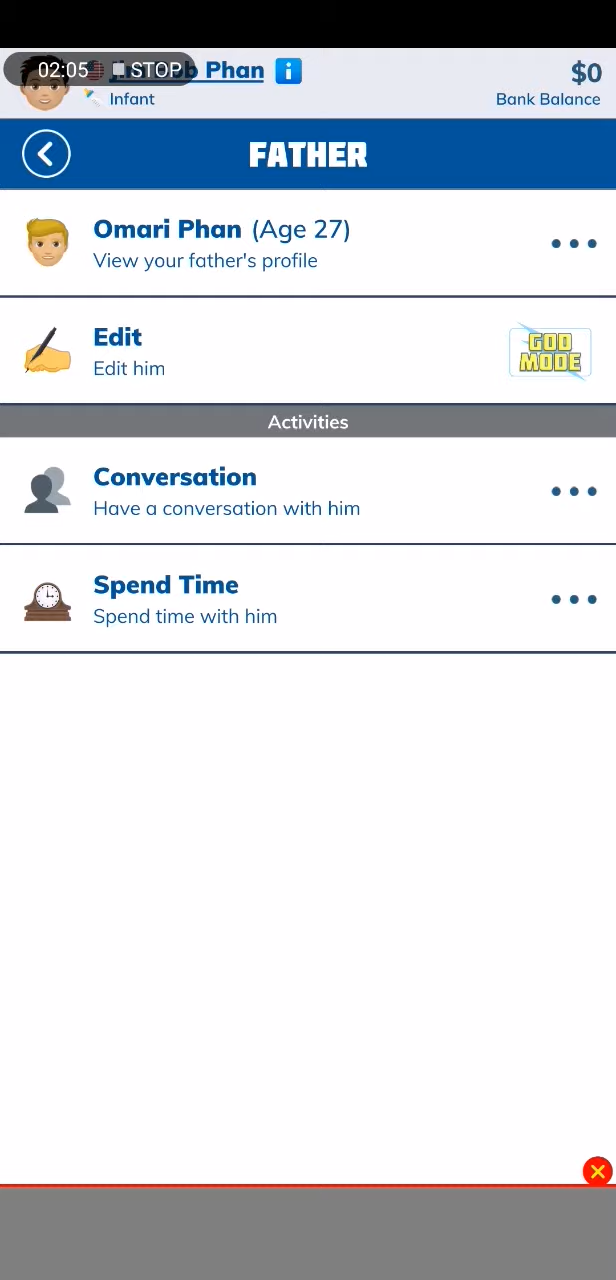 02:05 STOP Phan $0
Infant Bank Balance
FATHER
Omari Phan (Age 27)
View your father's profile
Edit
Edit him
GOD
MODE
Activities
Conversation
Have a conversation with him
Spend Time
Spend time with him